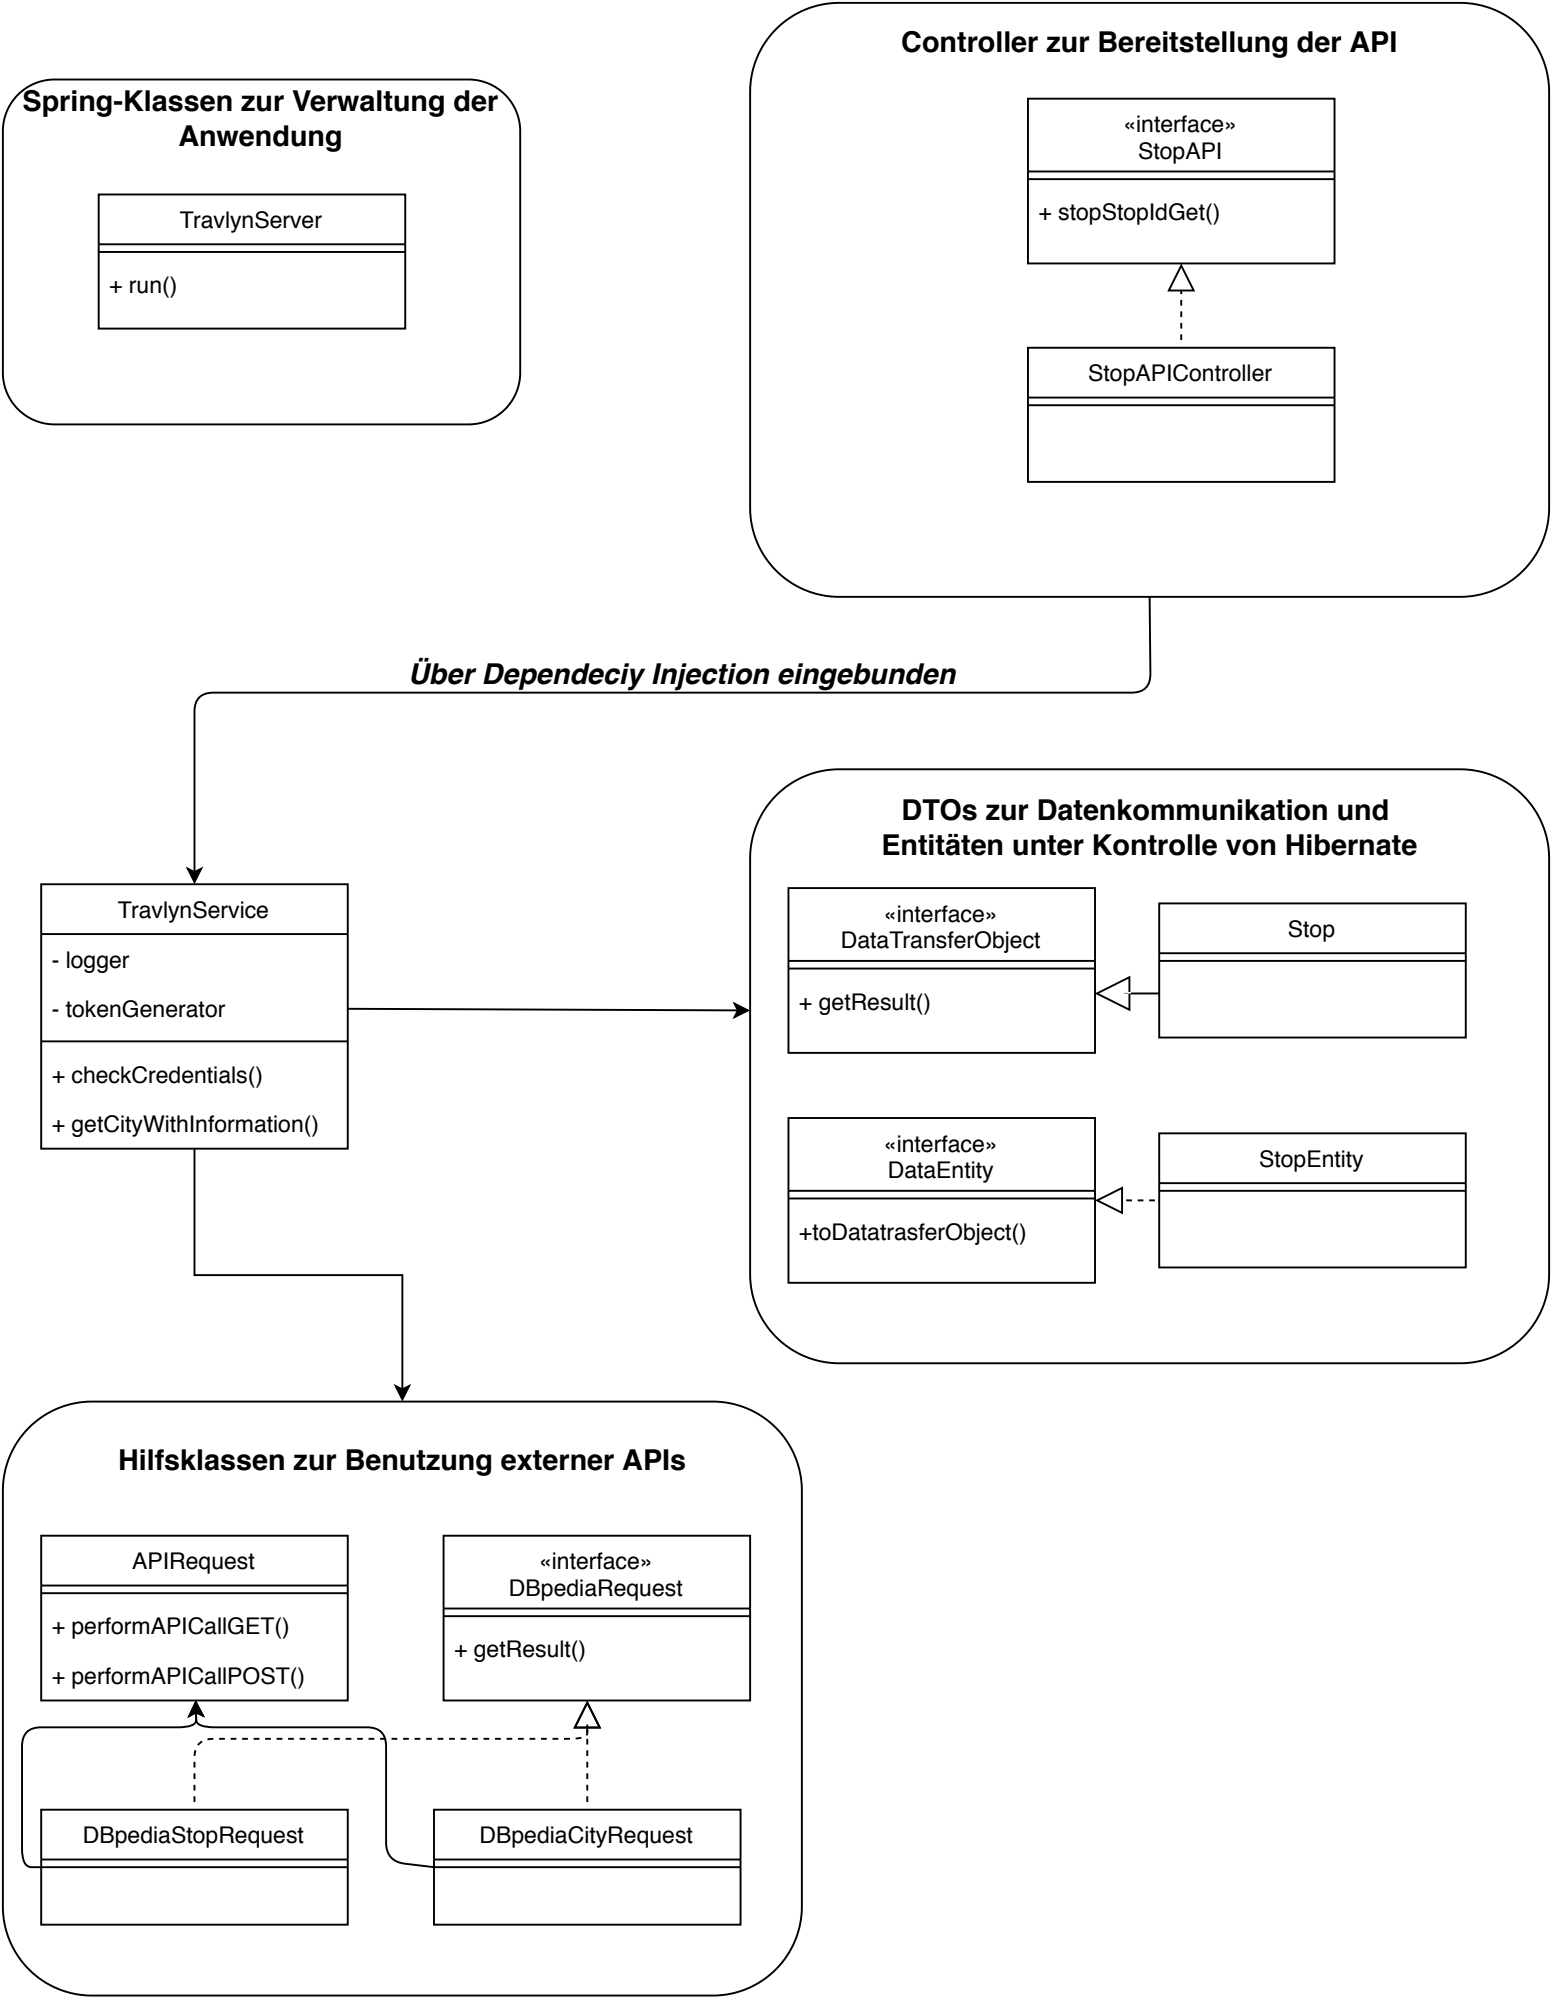 Controller zur Bereitstellung der API
«interface»
StopAPI
+ stopStopIdGet()
StopAPIController
Spring-Klassen zur Verwaltung der
Anwendung
TravlynServer
+ run()
Über Dependeciy Injection eingebunden
TravlynService
- logger
- tokenGenerator
+ checkCredentials()
+ getCityWithInformation()
DTOs zur Datenkommunikation und
Entitäten unter Kontrolle von Hibernate
«interface»
DataTransferObject
+ getResult()
Stop
«interface»
DataEntity
+toDatatrasferObject()
StopEntity
Hilfsklassen zur Benutzung externer APIs
APIRequest
+ performAPICallGET()
+ performAPICallPOST()
«interface»
DBpediaRequest
+ getResult()
DBpediaStopRequest
DBpediaCityRequest